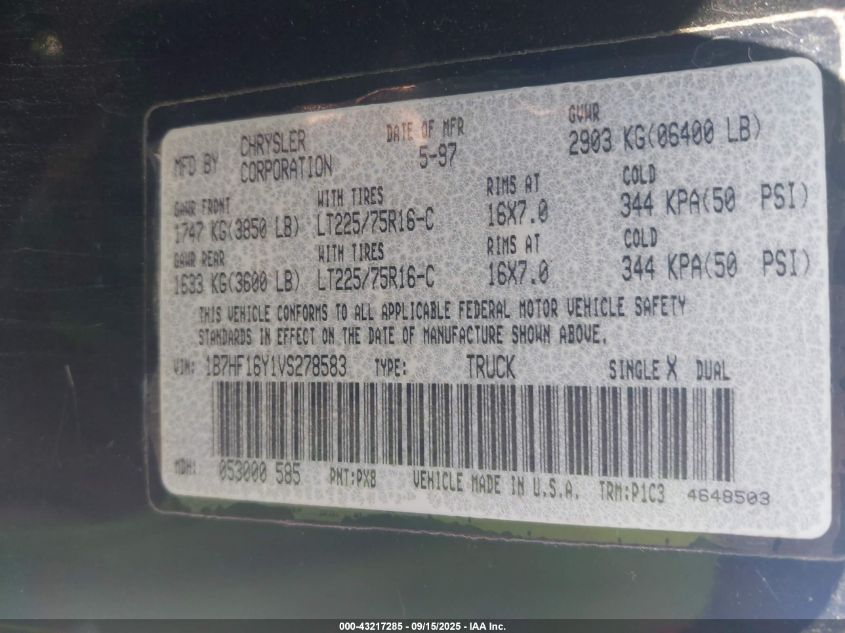 MFD BY CHRYSLER CORPORATION DATE OF MFR 5-97 GVWR 2903 KG(06400 LB)
GAWR FRONT WITH TIRES RIMS AT COLD
1747 KG(3850 LB) LT225/75R16-C 16X7.0 344 KPA(50 PSI)
GAWR REAR WITH TIRES RIMS AT COLD
1633 KG(3600 LB) LT225/75R16-C 16X7.0 344 KPA(50 PSI)
THIS VEHICLE CONFORMS TO ALL APPLICABLE FEDERAL MOTOR VEHICLE SAFETY
STANDARDS IN EFFECT ON THE DATE OF MANUFACTURE SHOWN ABOVE.
VIN: 1B7HF16Y1VS278583 TYPE: TRUCK SINGLE X DUAL
MDH: 053000 585 PNT:PX8 VEHICLE MADE IN U.S.A. TRM:P1C3 4648503
000-43217285 - 09/15/2025 - IAA Inc.